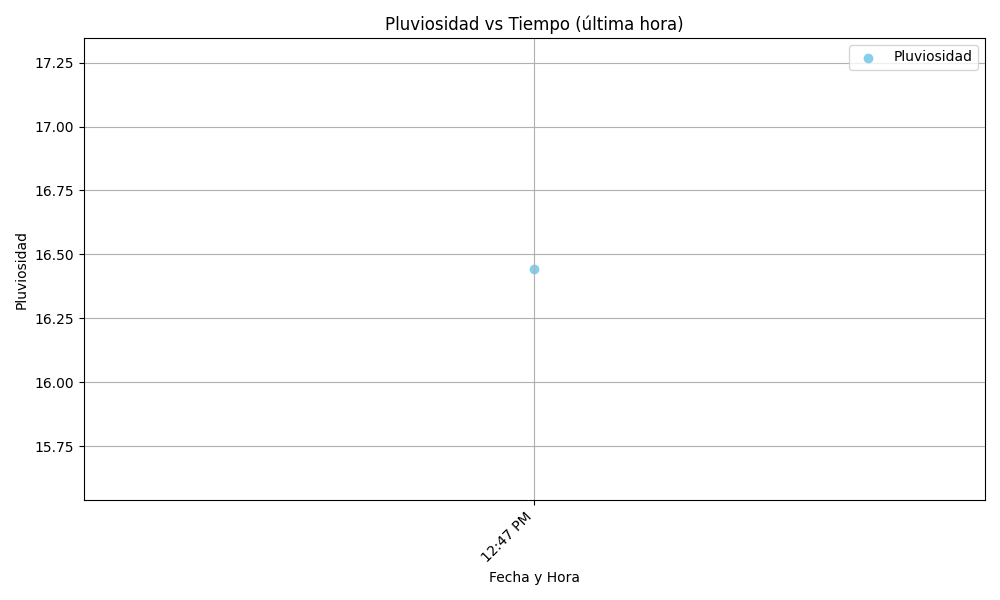 Pluviosidad vs Tiempo (última hora)
Pluviosidad
17.25
17.00
16.75
16.50
16.25
16.00
15.75
Pluviosidad
12:47 PM
Fecha y Hora